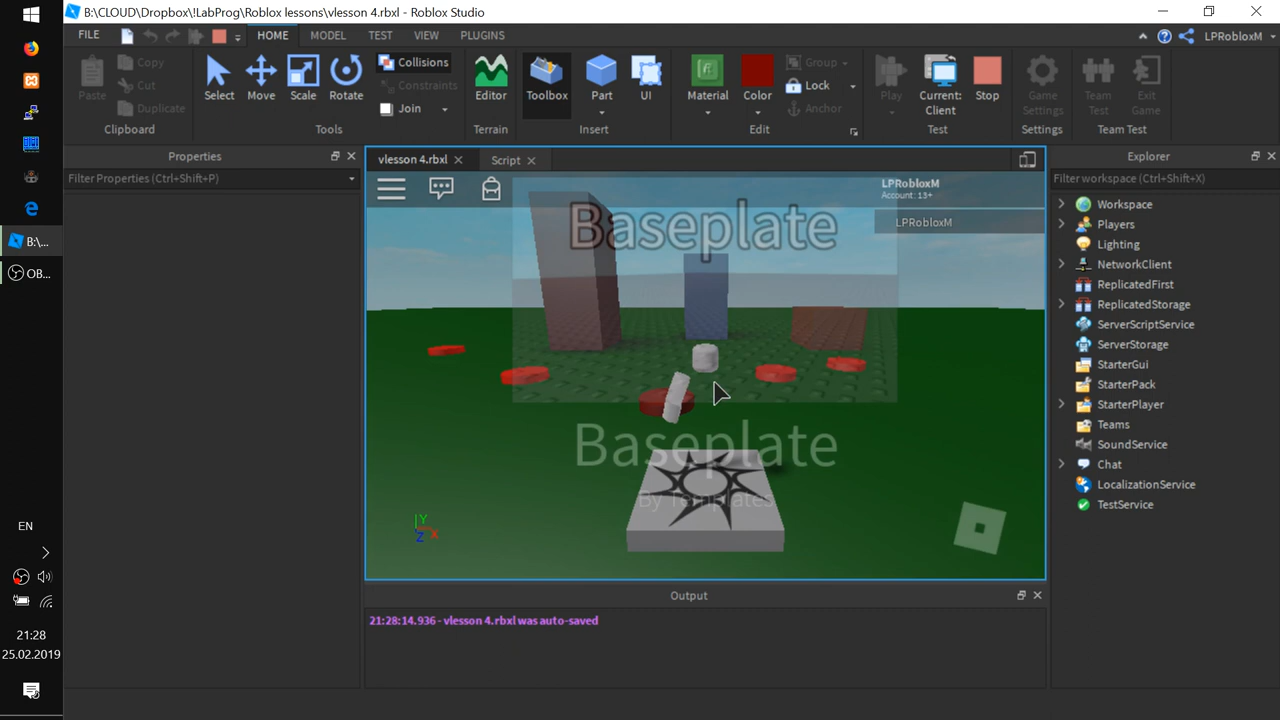 B:\CLOUD\Dropbox\!LabProg\Roblox lessons\vlesson 4.rbxl - Roblox Studio
FILE HOME MODEL TEST VIEW PLUGINS LPRobloxM
Paste Copy Cut Duplicate
Clipboard
Select Move Scale Rotate Collisions Constraints Join
Tools
Editor
Terrain
Toolbox Part UI
Insert
Material Color Group Lock Anchor
Edit
Play Current: Client Stop
Test
Game Settings
Settings
Team Test Exit Game
Team Test
Properties
Filter Properties (Ctrl+Shift+P)
vlesson 4.rbxl Script
LPRobloxM
Account: 13+
LPRobloxM
Baseplate
Baseplate
By Templates
Y
X
Z
Output
21:28:14.936 - vlesson 4.rbxl was auto-saved
Explorer
Filter workspace (Ctrl+Shift+X)
Workspace
Players
Lighting
NetworkClient
ReplicatedFirst
ReplicatedStorage
ServerScriptService
ServerStorage
StarterGui
StarterPack
StarterPlayer
Teams
SoundService
Chat
LocalizationService
TestService
B:\...
OB...
EN
21:28
25.02.2019